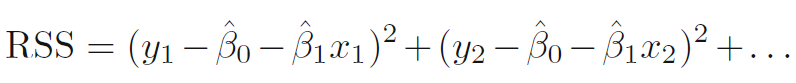 RSS = (y₁ − β̂₀ − β̂₁x₁)² + (y₂ − β̂₀ − β̂₁x₂)² + …